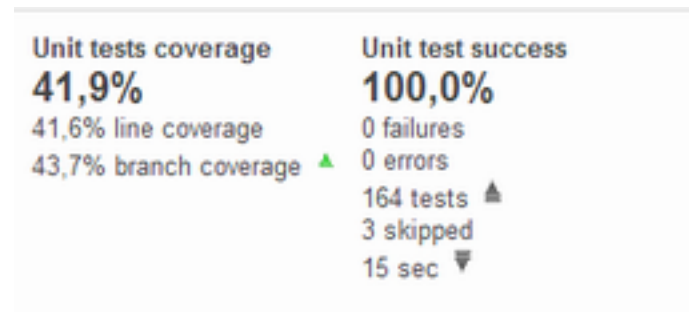 Unit tests coverage
41,9%
41,6% line coverage
43,7% branch coverage
Unit test success
100,0%
0 failures
0 errors
164 tests
3 skipped
15 sec